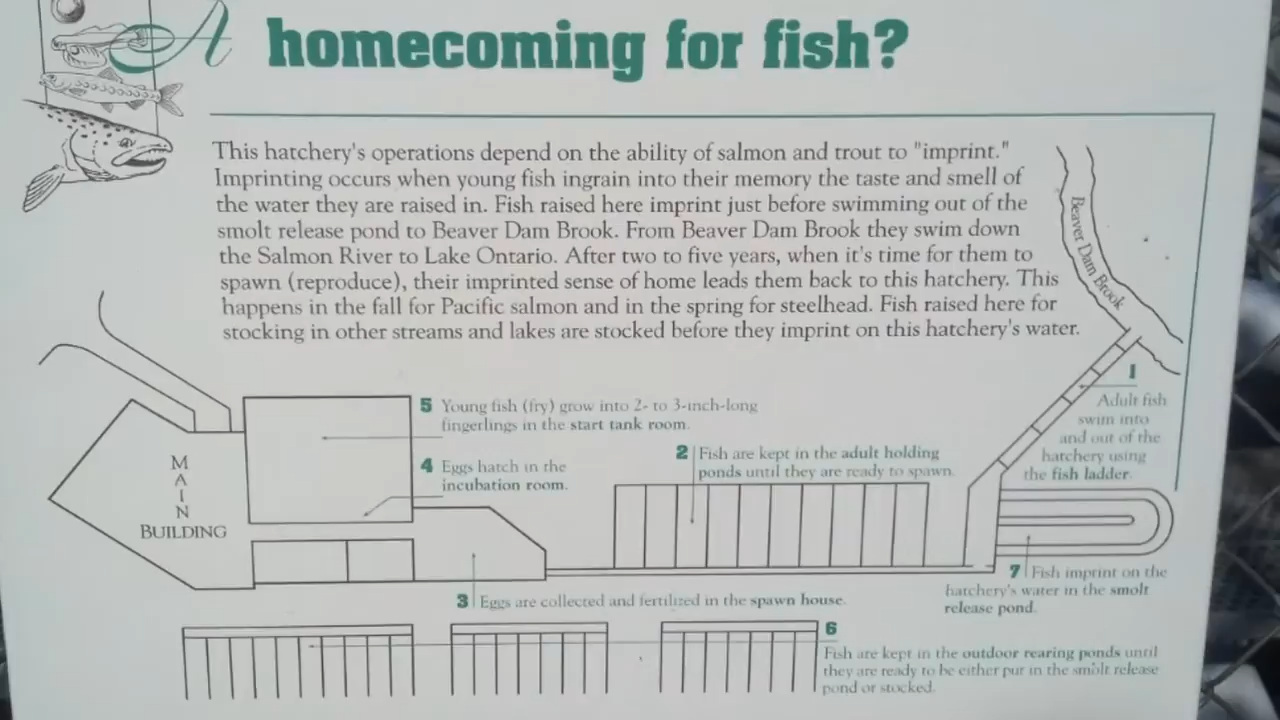 A homecoming for fish?
This hatchery's operations depend on the ability of salmon and trout to "imprint."
Imprinting occurs when young fish ingrain into their memory the taste and smell of
the water they are raised in. Fish raised here imprint just before swimming out of the
smolt release pond to Beaver Dam Brook. From Beaver Dam Brook they swim down
the Salmon River to Lake Ontario. After two to five years, when it's time for them to
spawn (reproduce), their imprinted sense of home leads them back to this hatchery. This
happens in the fall for Pacific salmon and in the spring for steelhead. Fish raised here for
stocking in other streams and lakes are stocked before they imprint on this hatchery's water.
Beaver Dam Brook
1
Adult fish
swim into
and out of the
hatchery using
the fish ladder.
2 Fish are kept in the adult holding
ponds until they are ready to spawn.
5 Young fish (fry) grow into 2- to 3-inch-long
fingerlings in the start tank room.
4 Eggs hatch in the
incubation room.
MAIN
BUILDING
3 Eggs are collected and fertilized in the spawn house.
7 Fish imprint on the
hatchery's water in the smolt
release pond.
6
Fish are kept in the outdoor rearing ponds until
they are ready to be either put in the smolt release
pond or stocked.